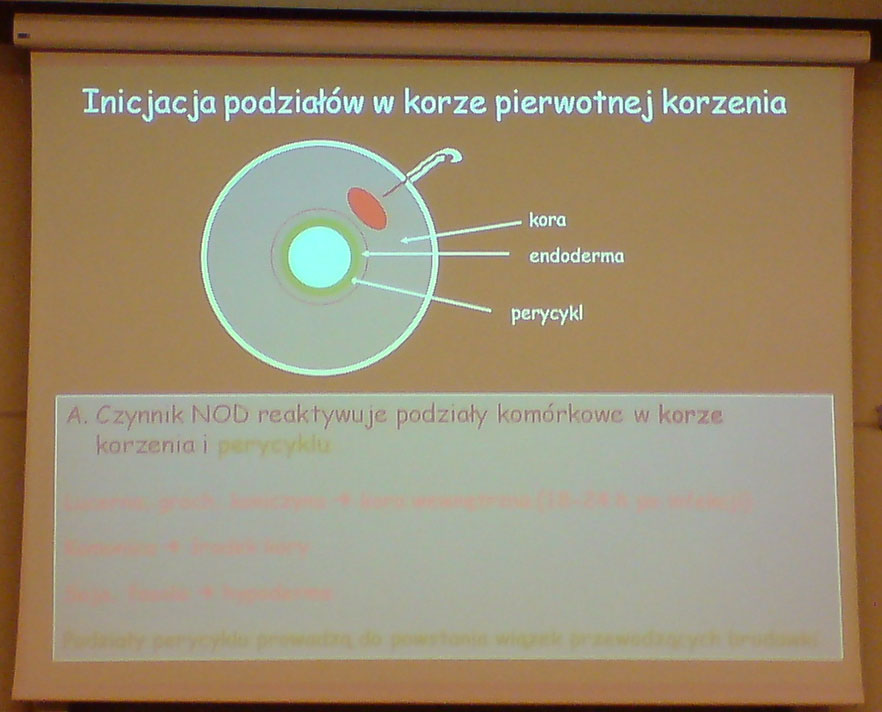 Inicjacja podziałów w korze pierwotnej korzenia
kora
endoderma
perycykl
A. Czynnik NOD reaktywuje podziały komórkowe w korze
korzenia i perycyklu
Lucerna, groch, koniczyna → kora wewnętrzna (18-24 h po infekcji)
→ środek kory
Soja, fasola → hypoderma
Podziały perycyklu prowadzą do powstania wiązek przewodzących brodawki